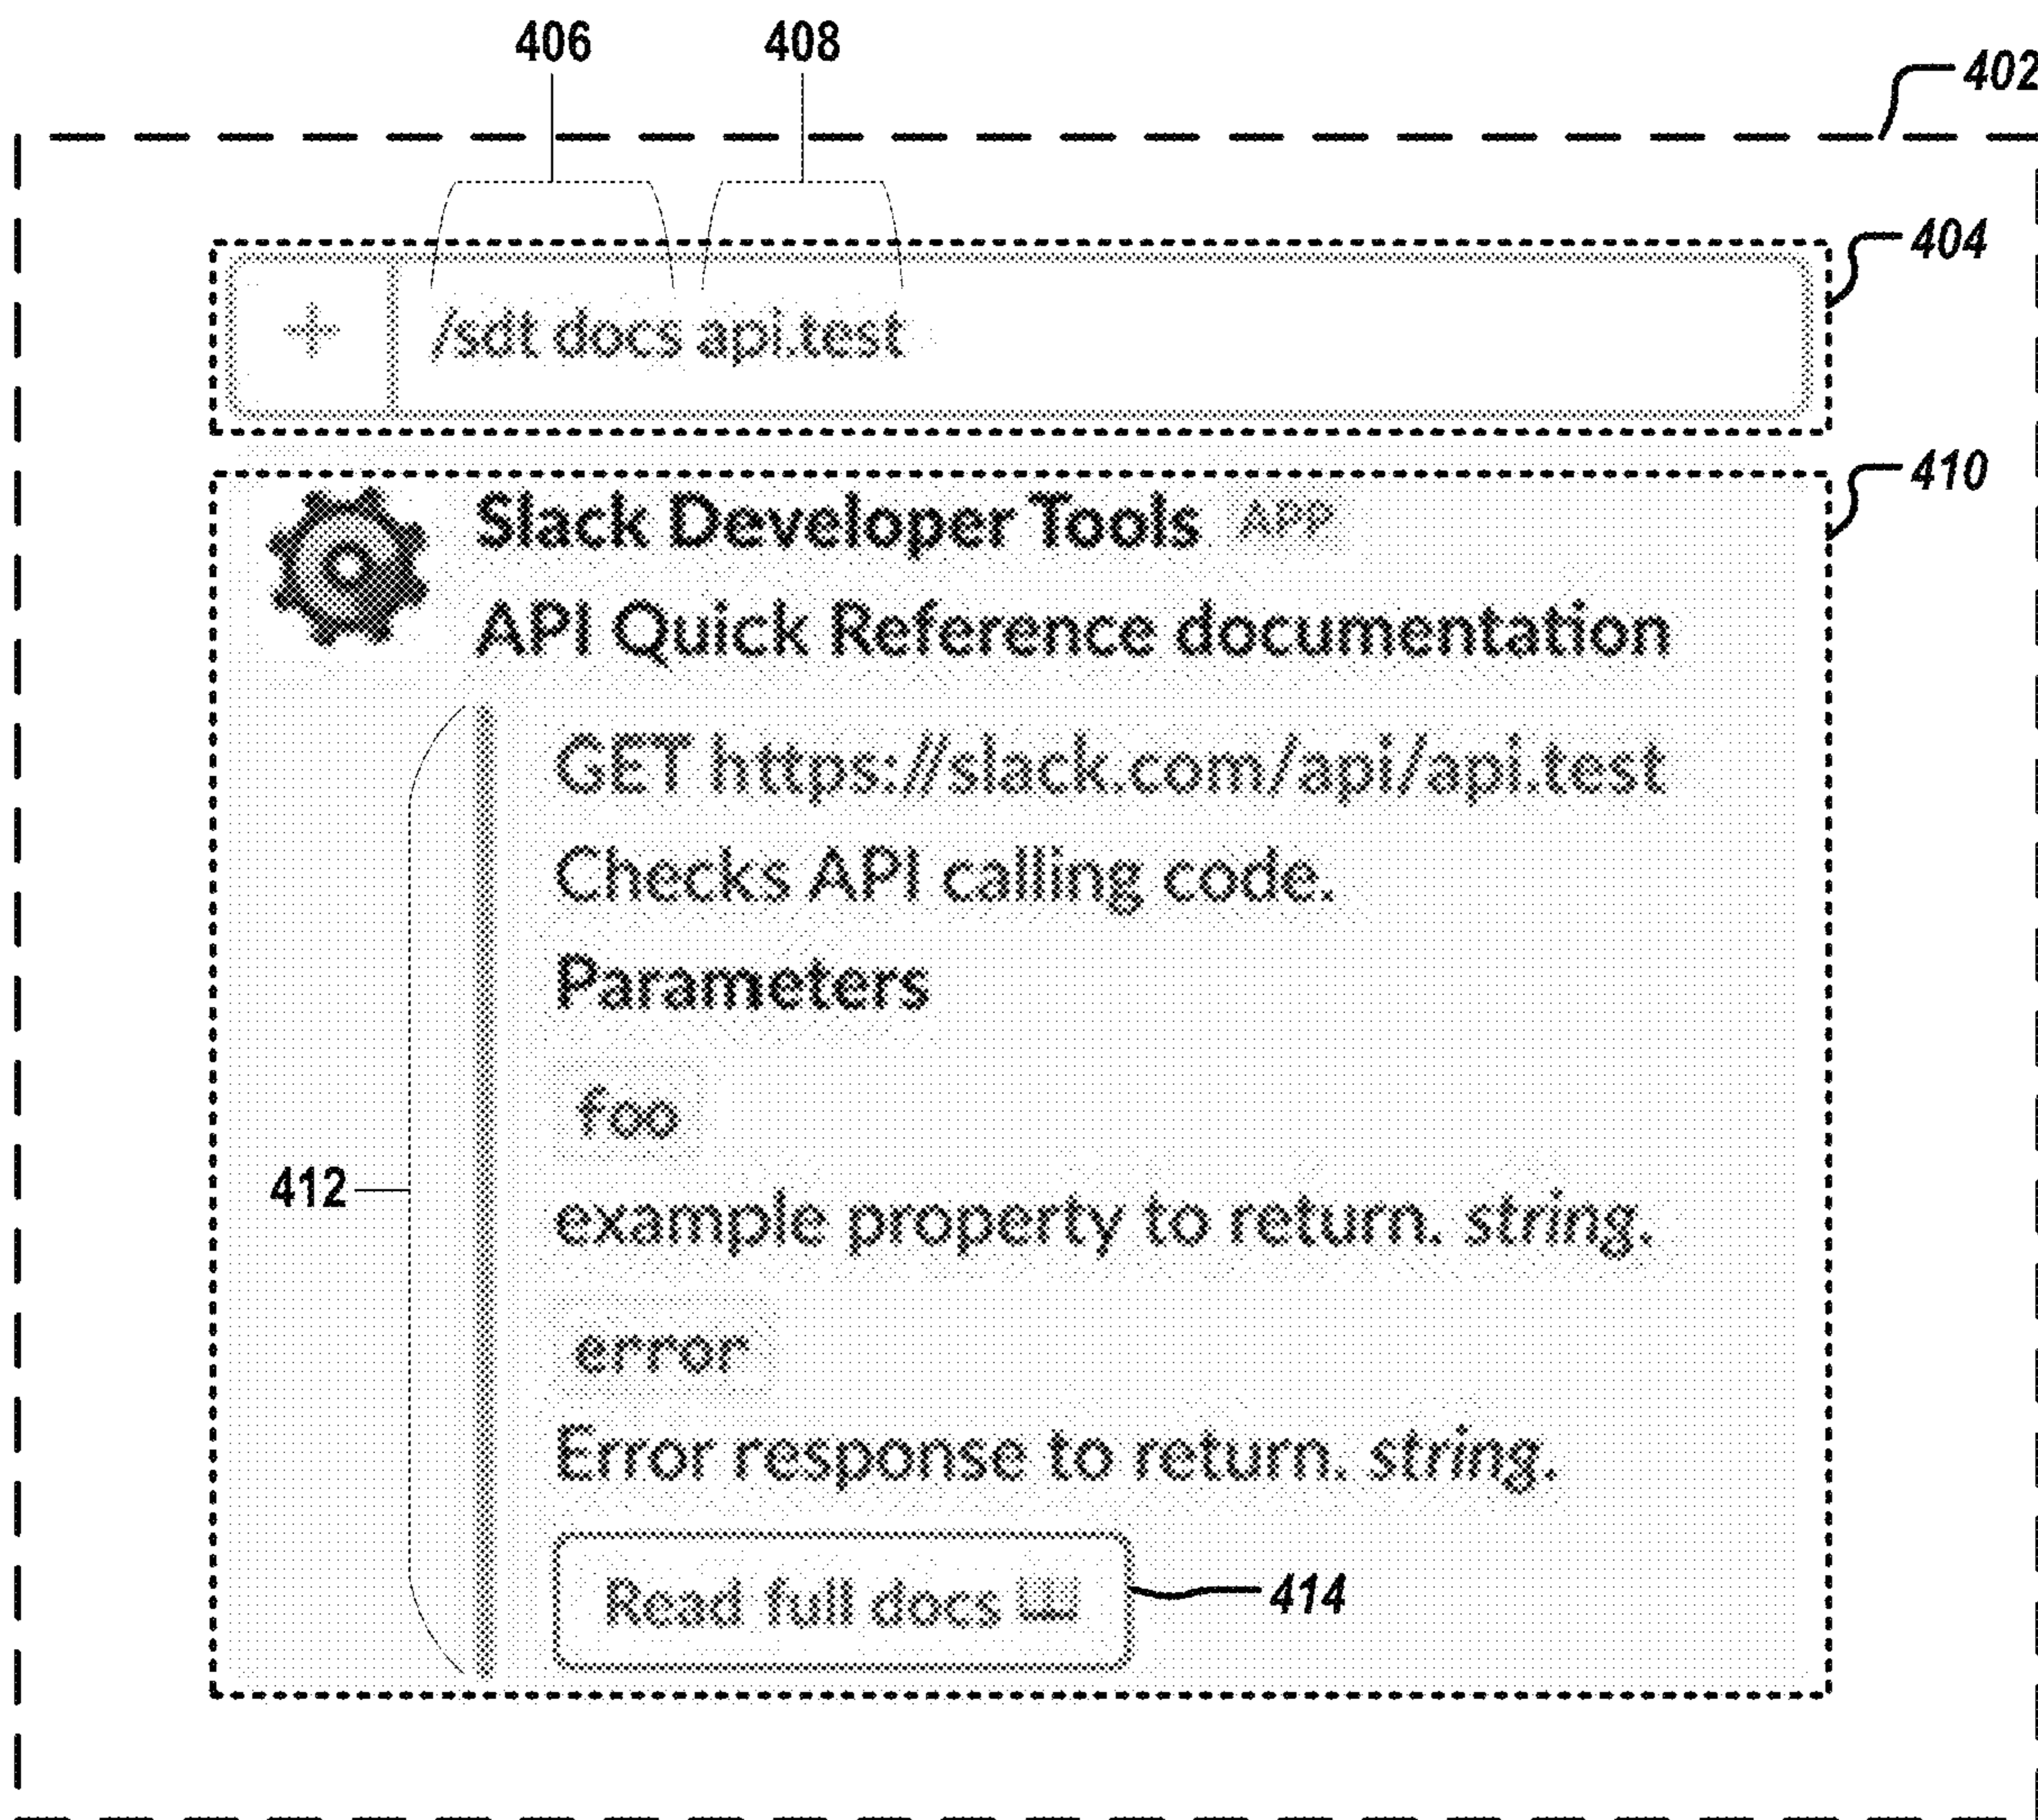 406 408
402
404
/sdt docs api.test
410
Slack Developer Tools APP
API Quick Reference documentation
GET https://slack.com/api/api.test
Checks API calling code.
Parameters
foo
412
example property to return. string.
error
Error response to return. string.
Read full docs
414